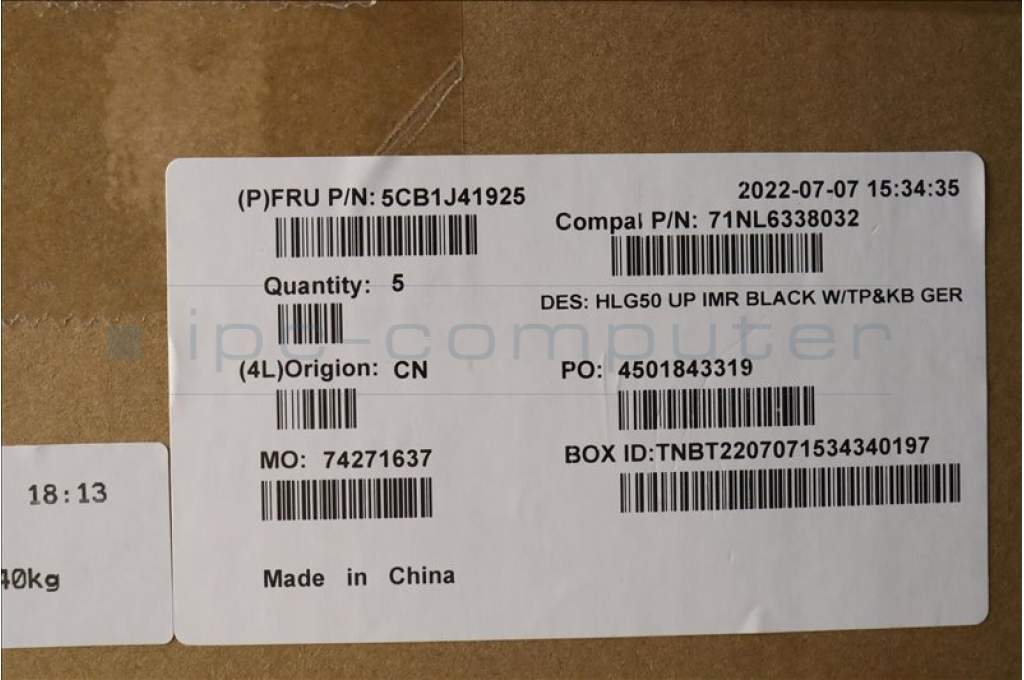 (P)FRU P/N: 5CB1J41925
2022-07-07 15:34:35
Compal P/N: 71NL6338032
Quantity: 5
DES: HLG50 UP IMR BLACK W/TP&KB GER
ipc-computer
(4L)Origion: CN
PO: 4501843319
MO: 74271637
BOX ID:TNBT2207071534340197
18:13
40kg
Made in China